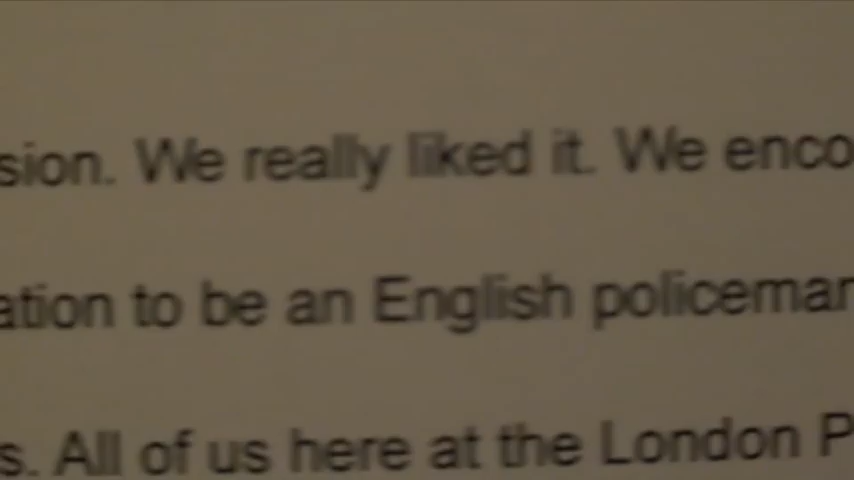 sion. We really liked it. We enco
ation to be an English policeman
s. All of us here at the London P